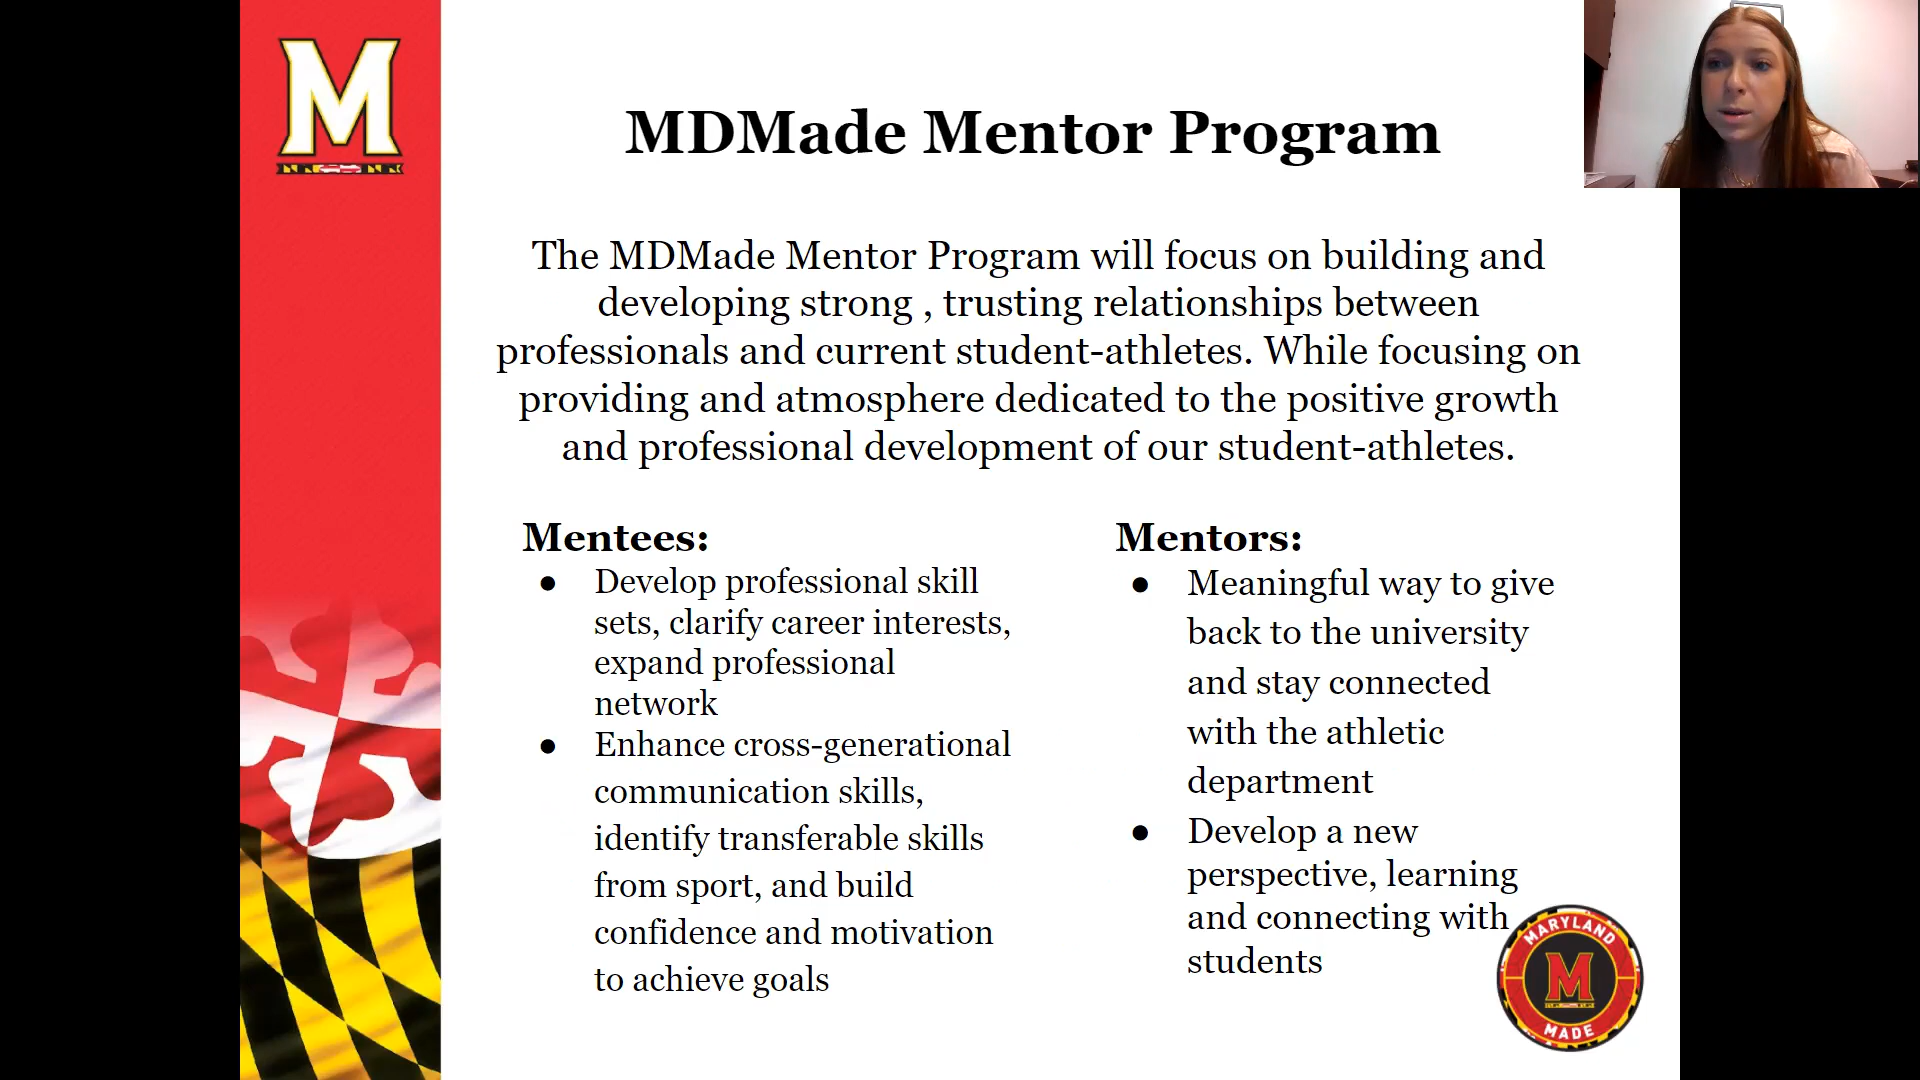 M
MDMade Mentor Program
The MDMade Mentor Program will focus on building and
developing strong , trusting relationships between
professionals and current student-athletes. While focusing on
providing and atmosphere dedicated to the positive growth
and professional development of our student-athletes.
Mentees:
● Develop professional skill
sets, clarify career interests,
expand professional
network
● Enhance cross-generational
communication skills,
identify transferable skills
from sport, and build
confidence and motivation
to achieve goals
Mentors:
● Meaningful way to give
back to the university
and stay connected
with the athletic
department
● Develop a new
perspective, learning
and connecting with
students
MARYLAND
M
MADE